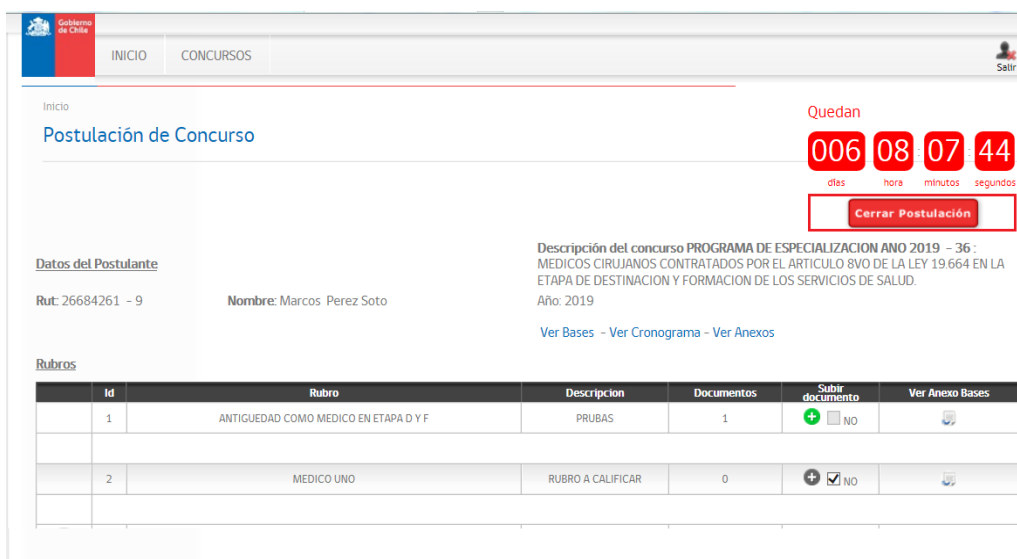 Gobierno
de Chile
INICIO CONCURSOS
Salir
Inicio
Postulación de Concurso
Quedan
006 08 : 07 : 44
días hora minutos segundos
Cerrar Postulación
Descripción del concurso PROGRAMA DE ESPECIALIZACION ANO 2019 - 36 :
MEDICOS CIRUJANOS CONTRATADOS POR EL ARTICULO 8VO DE LA LEY 19.664 EN LA
ETAPA DE DESTINACION Y FORMACION DE LOS SERVICIOS DE SALUD.
Datos del Postulante
Rut: 26684261 - 9 Nombre: Marcos Perez Soto Año: 2019
Ver Bases - Ver Cronograma - Ver Anexos
Rubros
Id Rubro Descripcion Documentos Subir documento Ver Anexo Bases
1 ANTIGUEDAD COMO MEDICO EN ETAPA D Y F PRUBAS 1 NO
2 MEDICO UNO RUBRO A CALIFICAR 0 NO